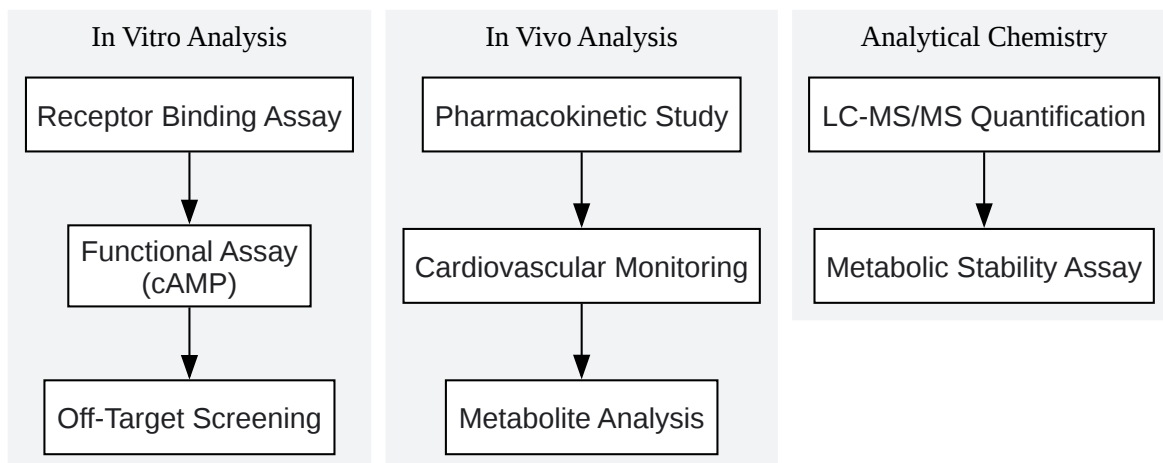 In Vitro Analysis
Receptor Binding Assay
Functional Assay
(cAMP)
Off-Target Screening
In Vivo Analysis
Pharmacokinetic Study
Cardiovascular Monitoring
Metabolite Analysis
Analytical Chemistry
LC-MS/MS Quantification
Metabolic Stability Assay